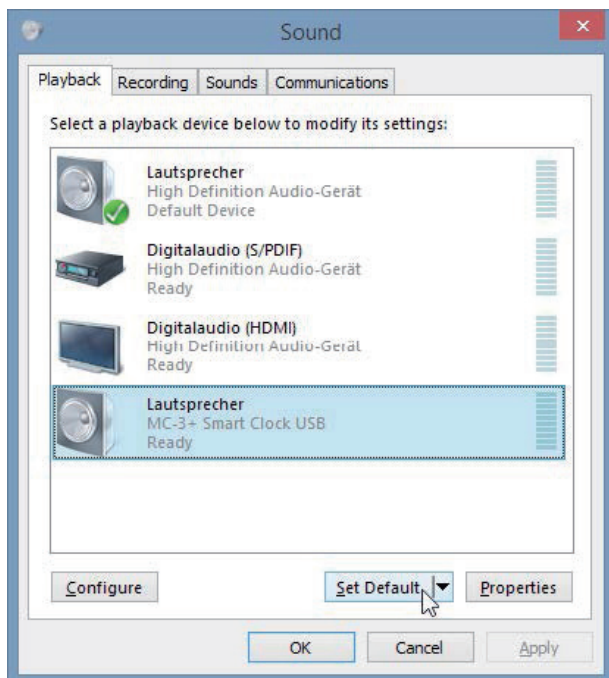 Sound
Playback Recording Sounds Communications
Select a playback device below to modify its settings:
Lautsprecher
High Definition Audio-Gerät
Default Device
Digitalaudio (S/PDIF)
High Definition Audio-Gerät
Ready
Digitalaudio (HDMI)
High Definition Audio-Gerät
Ready
Lautsprecher
MC-3+ Smart Clock USB
Ready
Configure Set Default Properties
OK Cancel Apply